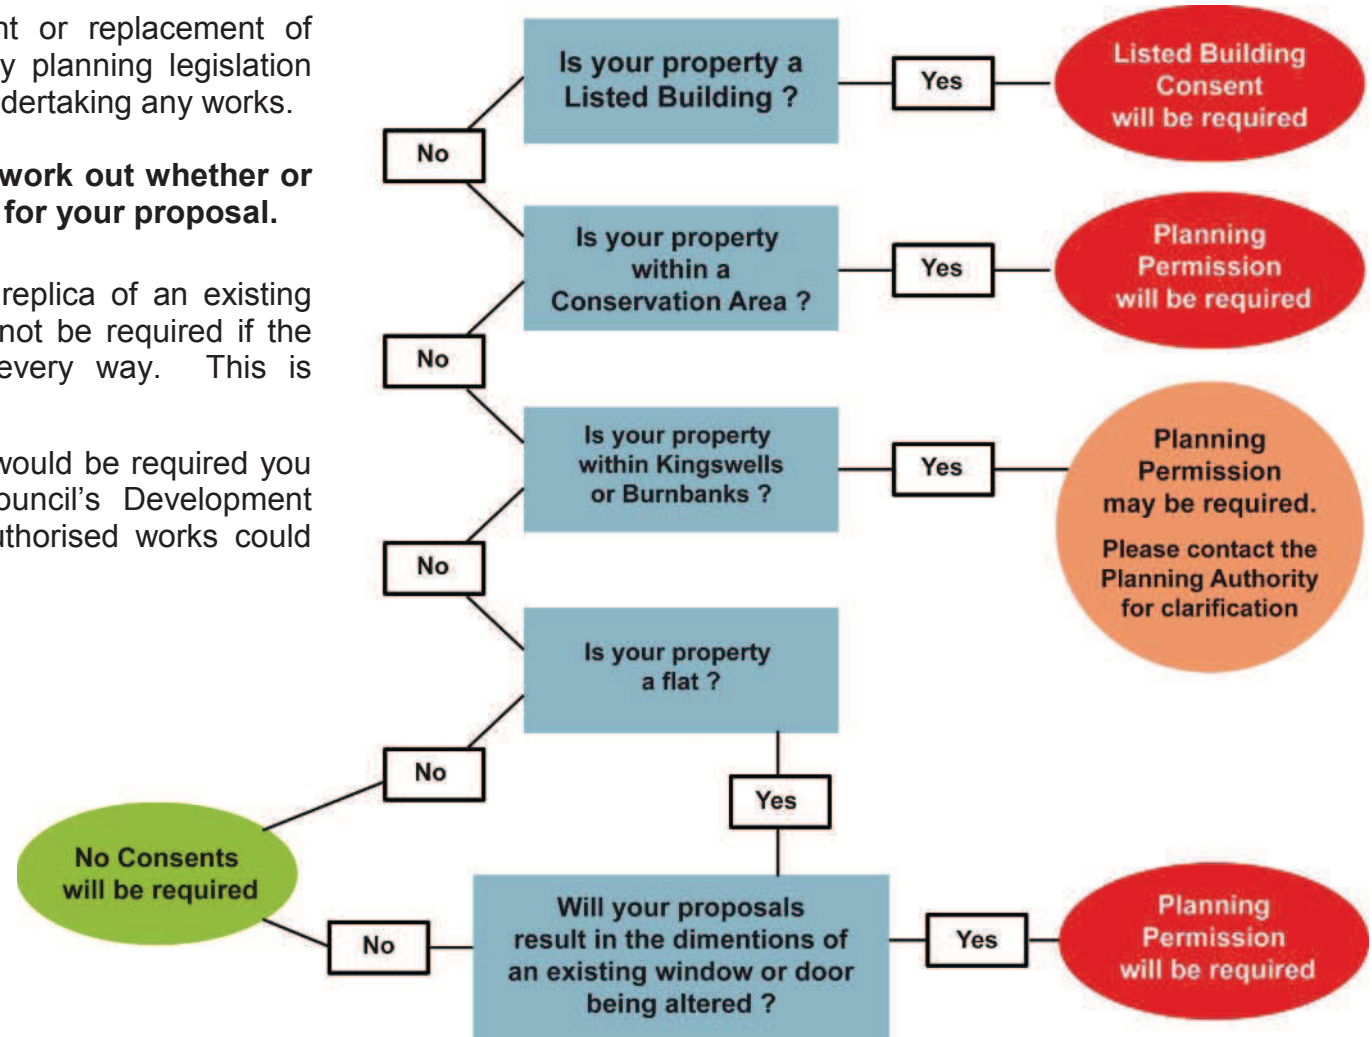 nt or replacement of
y planning legislation
dertaking any works.
work out whether or
for your proposal.
replica of an existing
not be required if the
every way. This is
would be required you
ouncil's Development
uthorised works could
Is your property a
Listed Building ?
Yes
Listed Building
Consent
will be required
No
Is your property
within a
Conservation Area ?
Yes
Planning
Permission
will be required
No
Is your property
within Kingswells
or Burnbanks ?
Yes
Planning
Permission
may be required.
Please contact the
Planning Authority
for clarification
No
Is your property
a flat ?
No
Yes
No Consents
will be required
No
Will your proposals
result in the dimentions of
an existing window or door
being altered ?
Yes
Planning
Permission
will be required